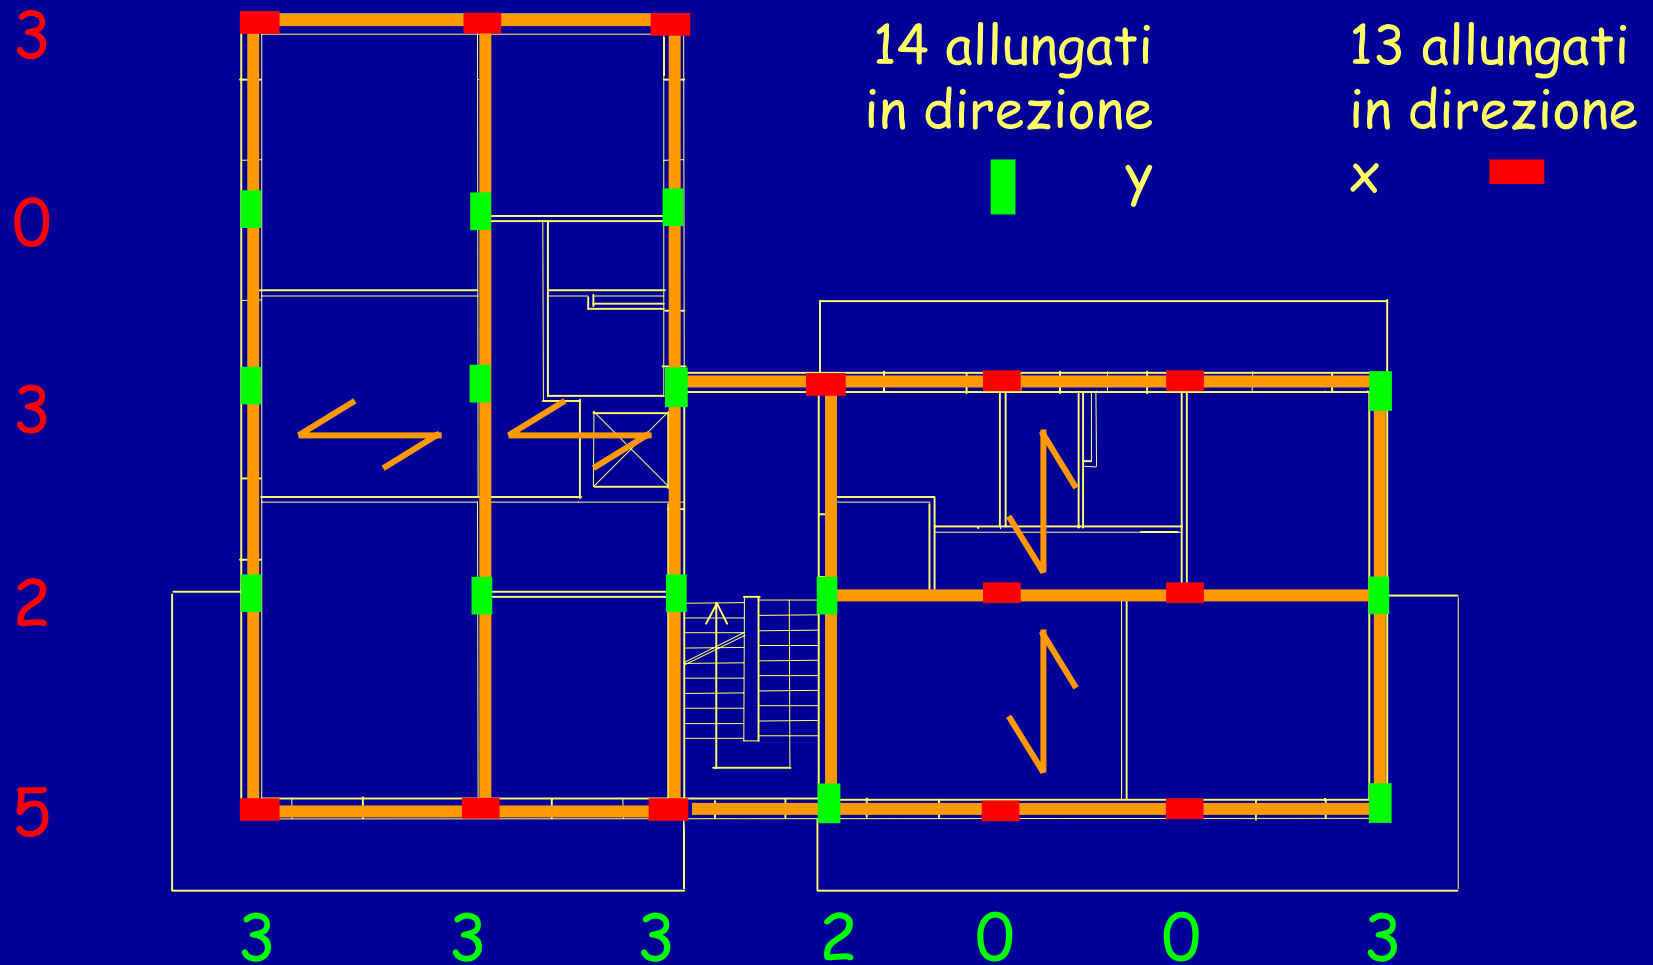 14 allungati
in direzione
y
13 allungati
in direzione
x
3
0
3
2
5
3 3 3 2 0 0 3